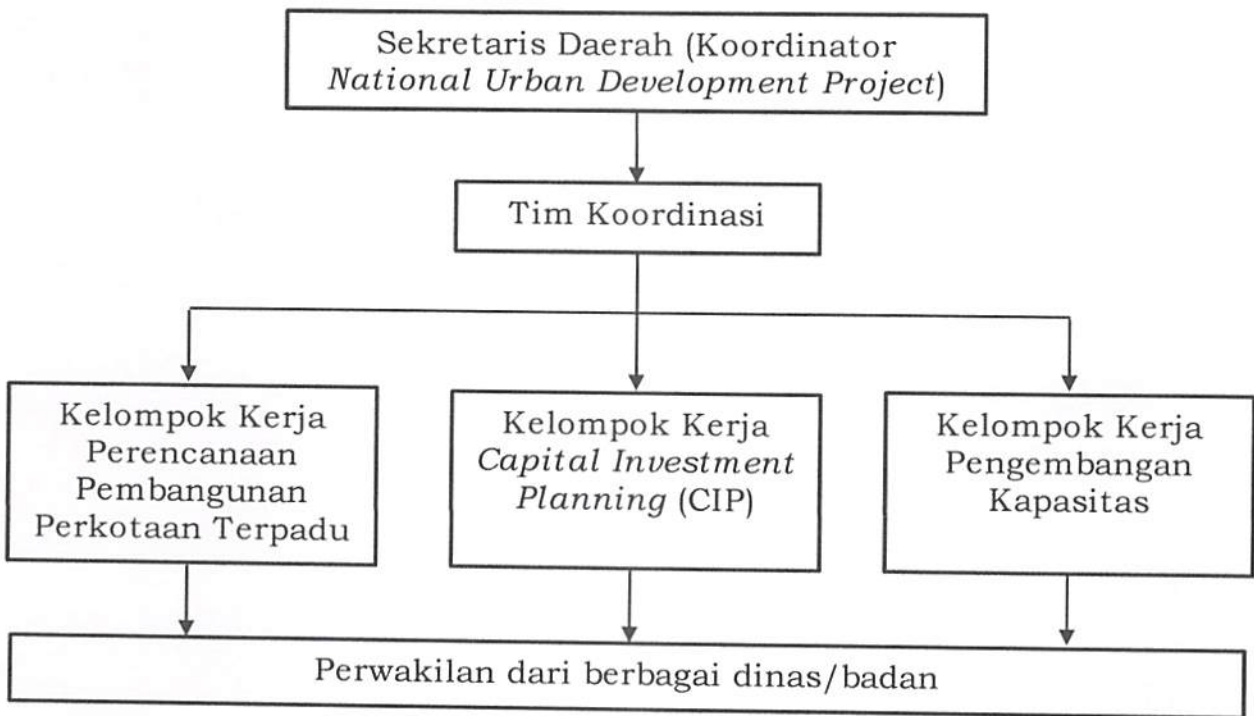 Sekretaris Daerah (Koordinator
National Urban Development Project)
Tim Koordinasi
Kelompok Kerja
Perencanaan
Pembangunan
Perkotaan Terpadu
Kelompok Kerja
Capital Investment
Planning (CIP)
Kelompok Kerja
Pengembangan
Kapasitas
Perwakilan dari berbagai dinas/badan